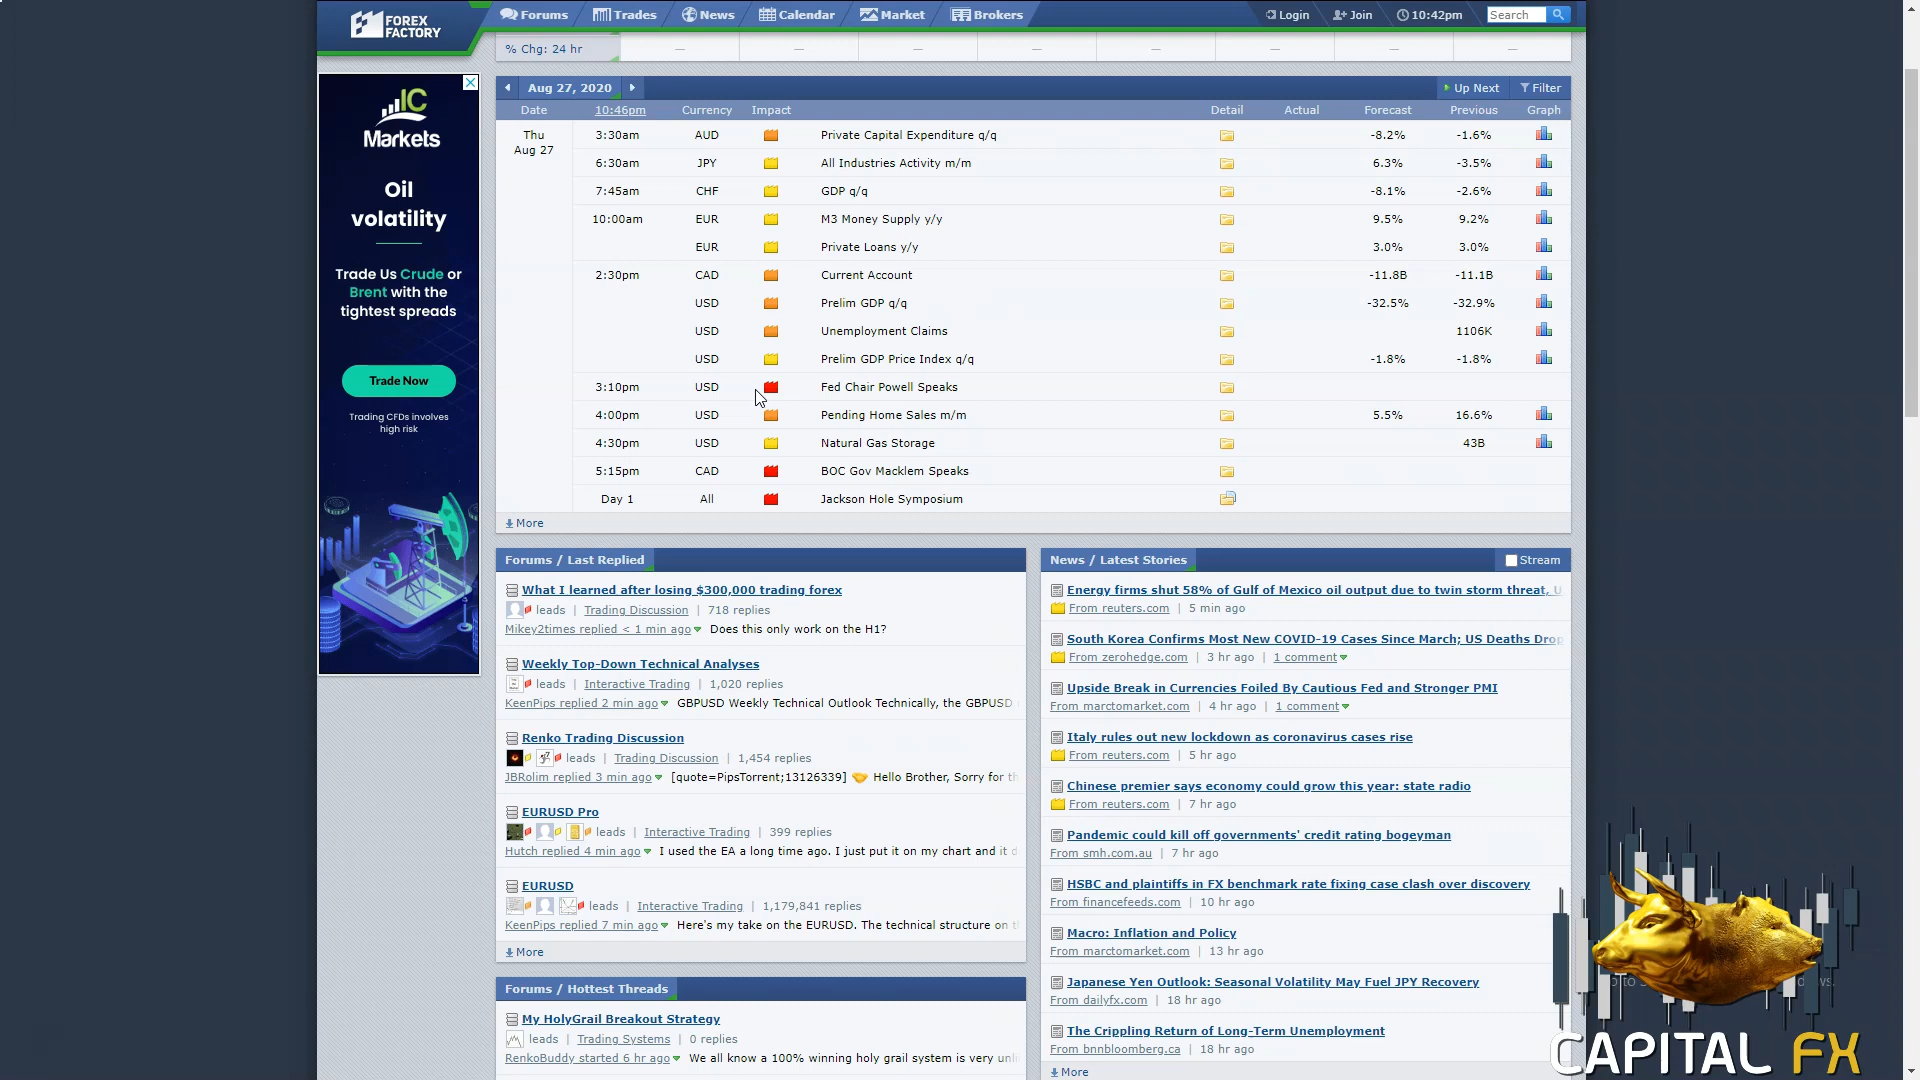 FOREX
FACTORY
Forums
Trades
News
Calendar
Market
Brokers
Login
Join
10:42pm
Search
% Chg: 24 hr
— — — — — — — —
IC
Markets
Oil
volatility
Trade Us Crude or
Brent with the
tightest spreads
Trade Now
Trading CFDs involves
high risk
Aug 27, 2020
Up Next
Filter
Date 10:46pm Currency Impact Detail Actual Forecast Previous Graph
Thu 3:30am AUD Private Capital Expenditure q/q -8.2% -1.6%
Aug 27
6:30am JPY All Industries Activity m/m 6.3% -3.5%
7:45am CHF GDP q/q -8.1% -2.6%
10:00am EUR M3 Money Supply y/y 9.5% 9.2%
EUR Private Loans y/y 3.0% 3.0%
2:30pm CAD Current Account -11.8B -11.1B
USD Prelim GDP q/q -32.5% -32.9%
USD Unemployment Claims 1106K
USD Prelim GDP Price Index q/q -1.8% -1.8%
3:10pm USD Fed Chair Powell Speaks
4:00pm USD Pending Home Sales m/m 5.5% 16.6%
4:30pm USD Natural Gas Storage 43B
5:15pm CAD BOC Gov Macklem Speaks
Day 1 All Jackson Hole Symposium
More
Forums / Last Replied
What I learned after losing $300,000 trading forex
leads | Trading Discussion | 718 replies
Mikey2times replied < 1 min ago Does this only work on the H1?
Weekly Top-Down Technical Analyses
leads | Interactive Trading | 1,020 replies
KeenPips replied 2 min ago GBPUSD Weekly Technical Outlook Technically, the GBPUSD
Renko Trading Discussion
leads | Trading Discussion | 1,454 replies
JBRolim replied 3 min ago [quote=PipsTorrent;13126339] Hello Brother, Sorry for th
EURUSD Pro
leads | Interactive Trading | 399 replies
Hutch replied 4 min ago I used the EA a long time ago. I just put it on my chart and it d
EURUSD
leads | Interactive Trading | 1,179,841 replies
KeenPips replied 7 min ago Here's my take on the EURUSD. The technical structure on t
More
Forums / Hottest Threads
My HolyGrail Breakout Strategy
leads | Trading Systems | 0 replies
RenkoBuddy started 6 hr ago We all know a 100% winning holy grail system is very unli
News / Latest Stories
Stream
Energy firms shut 58% of Gulf of Mexico oil output due to twin storm threat, U
From reuters.com | 5 min ago
South Korea Confirms Most New COVID-19 Cases Since March; US Deaths Drop
From zerohedge.com | 3 hr ago | 1 comment
Upside Break in Currencies Foiled By Cautious Fed and Stronger PMI
From marctomarket.com | 4 hr ago | 1 comment
Italy rules out new lockdown as coronavirus cases rise
From reuters.com | 5 hr ago
Chinese premier says economy could grow this year: state radio
From reuters.com | 7 hr ago
Pandemic could kill off governments' credit rating bogeyman
From smh.com.au | 7 hr ago
HSBC and plaintiffs in FX benchmark rate fixing case clash over discovery
From financefeeds.com | 10 hr ago
Macro: Inflation and Policy
From marctomarket.com | 13 hr ago
Japanese Yen Outlook: Seasonal Volatility May Fuel JPY Recovery
From dailyfx.com | 18 hr ago
The Crippling Return of Long-Term Unemployment
From bnnbloomberg.ca | 18 hr ago
More
CAPITAL FX